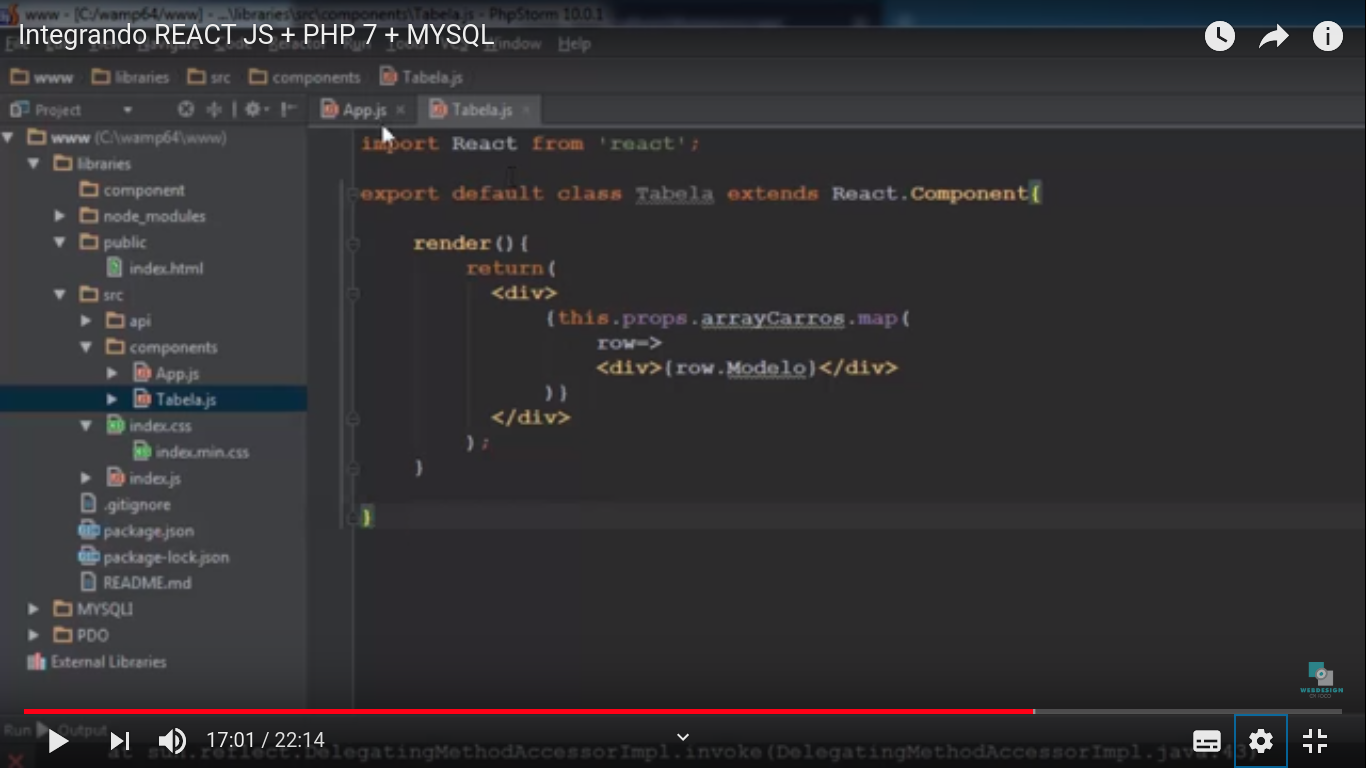 www - [C:/wamp64/www] - ...\libraries\src\components\Tabela.js - PhpStorm 10.0.1
Integrando REACT JS + PHP 7 + MYSQL
Window Help
www libraries src components Tabela.js
Project App.js Tabela.js
www (C:\wamp64\www)
libraries
component
node_modules
public
index.html
src
api
components
App.js
Tabela.js
index.css
index.min.css
index.js
.gitignore
package.json
package-lock.json
README.md
MYSQLI
PDO
External Libraries
import React from 'react';
export default class Tabela extends React.Component{
render(){
return(
<div>
{this.props.arrayCarros.map(
row=>
<div>{row.Modelo}</div>
)}
</div>
);
}
}
WEBDESIGN
Run Output
17:01 / 22:14
at sun.reflect.DelegatingMethodAccessorImpl.invoke(DelegatingMethodAccessorImpl.java:43)